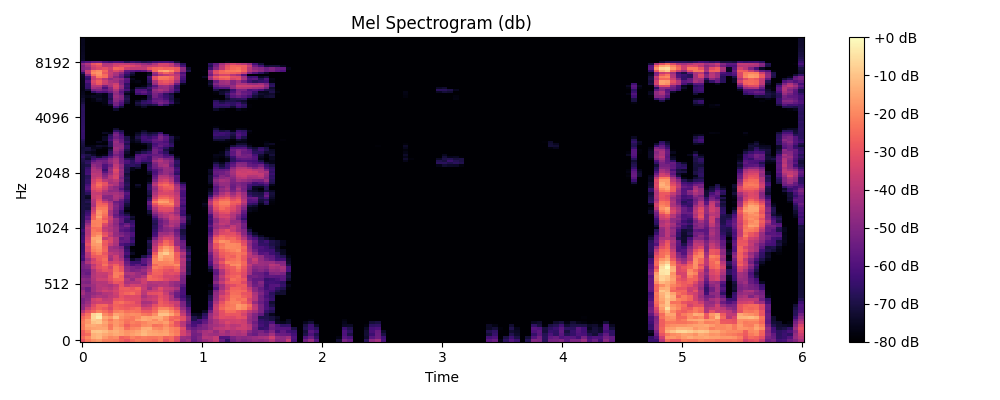 Mel Spectrogram (db)
Hz
8192
4096
2048
1024
512
0
0 1 2 3 4 5 6
Time
+0 dB
-10 dB
-20 dB
-30 dB
-40 dB
-50 dB
-60 dB
-70 dB
-80 dB